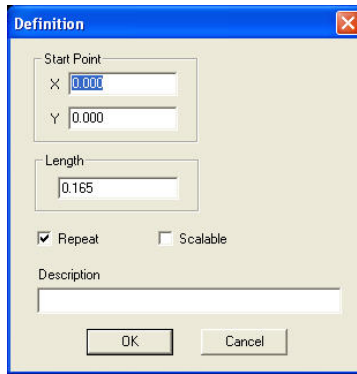 Definition
Start Point
X 0.000
Y 0.000
Length
0.165
Repeat Scalable
Description
OK Cancel